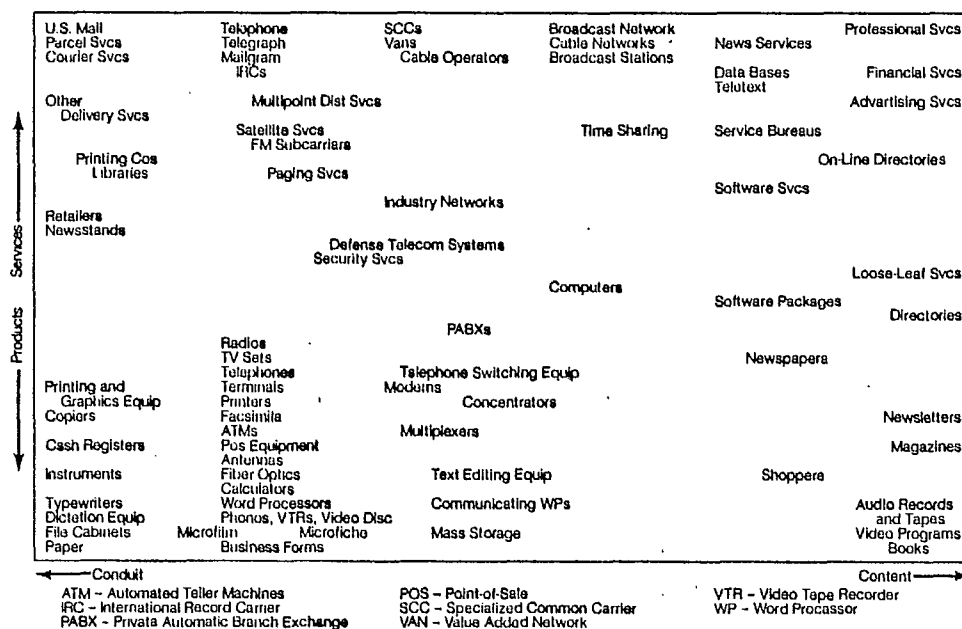 U.S. Mail Telephone SCCs Broadcast Network Professional Svcs
Parcel Svcs Telegraph Vans Cable Networks News Services
Courier Svcs Mailgram Cable Operators Broadcast Stations
IRCs Data Bases Financial Svcs
Teletext
Other Multipoint Dist Svcs Advertising Svcs
Delivery Svcs
Satellite Svcs Time Sharing Service Bureaus
FM Subcarriers
Printing Cos On-Line Directories
Libraries Paging Svcs
Software Svcs
Industry Networks
Retailers
Newsstands
Defense Telecom Systems
Security Svcs
Loose-Leaf Svcs
Computers
Software Packages
Directories
PABXs
Radios
TV Sets Newspapera
Telephones Telephone Switching Equip
Printing and Terminals Modems
Graphics Equip Printers Concentrators
Copiers Facsimila Newsletters
ATMs Multiplexers
Cash Registers Pos Equipment Magazines
Antennas
Instruments Fiber Optics Text Editing Equip Shoppera
Calculators
Typewriters Word Processors Communicating WPs Audio Records
Dictetion Equip Phonos, VTRs, Video Disc and Tapes
File Cabinets Microfilm Microfiche Mass Storage Video Programs
Paper Business Forms Books
Services
Products
Conduit Content
ATM – Automated Teller Machines POS – Point-of-Sate VTR – Video Tape Recorder
IRC – International Record Carrier SCC – Specialized Common Carrier WP – Word Procassor
PABX – Private Automatic Branch Exchange VAN – Value Added Network